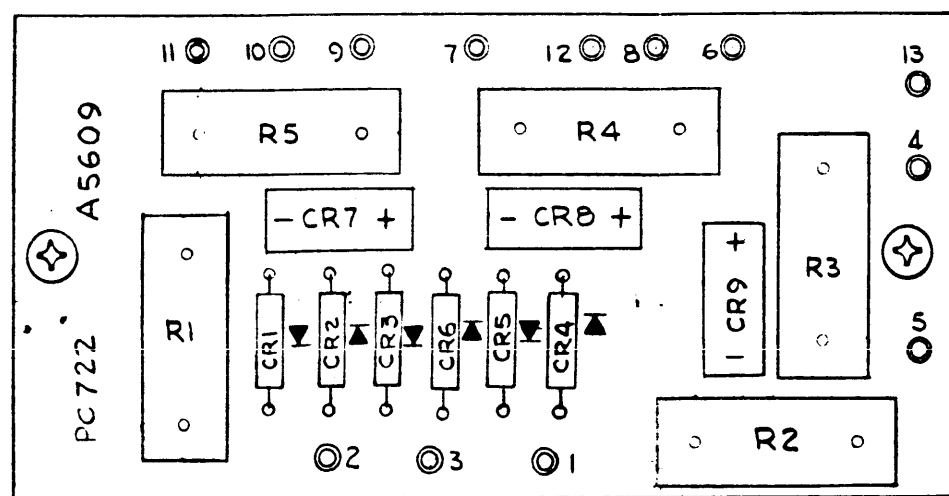 11 10 9 7 12 8 6 13
A5609
R5
R4
4
- CR7 +
- CR8 +
R1
CR1
CR2
CR3
CR6
CR5
CR4
- CR9 +
R3
5
PC722
2
3
1
R2